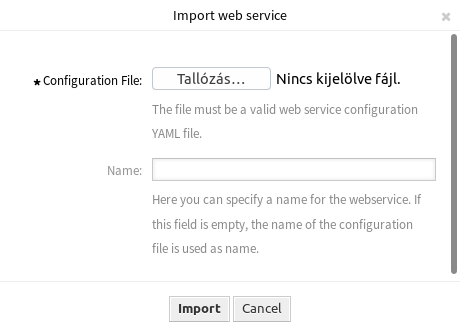 Import web service
★ Configuration File: Tallózás... Nincs kijelölve fájl.
The file must be a valid web service configuration
YAML file.
Name:
Here you can specify a name for the webservice. If
this field is empty, the name of the configuration
file is used as name.
Import Cancel